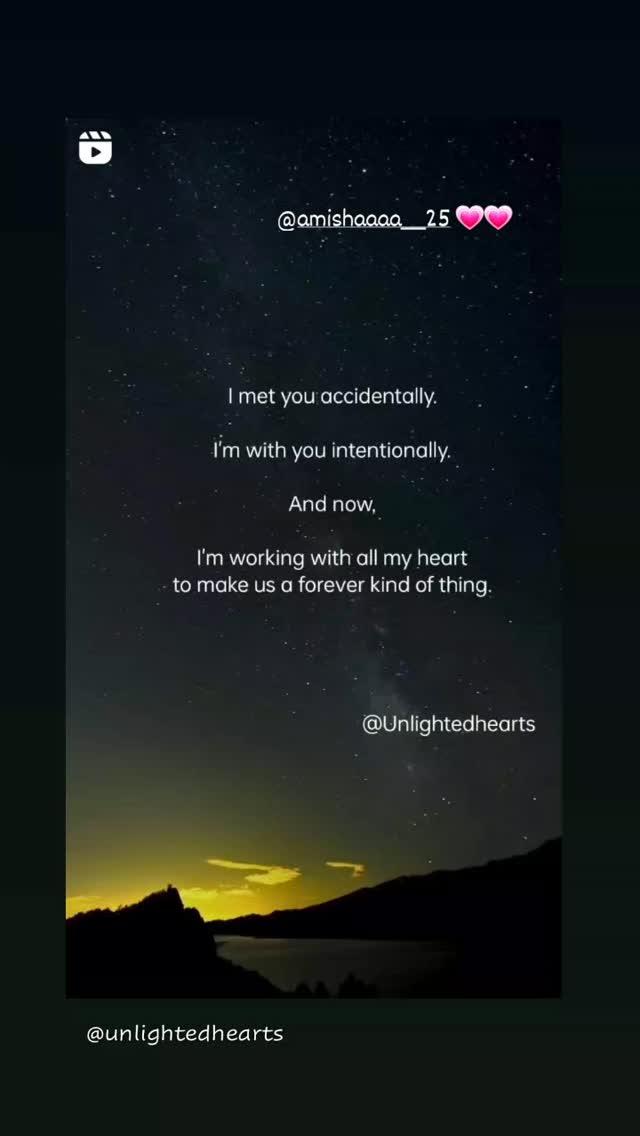 @amishaaaa__25 💗💗
I met you accidentally.
I'm with you intentionally.
And now,
I'm working with all my heart
to make us a forever kind of thing.
@Unlightedhearts
@unlightedhearts